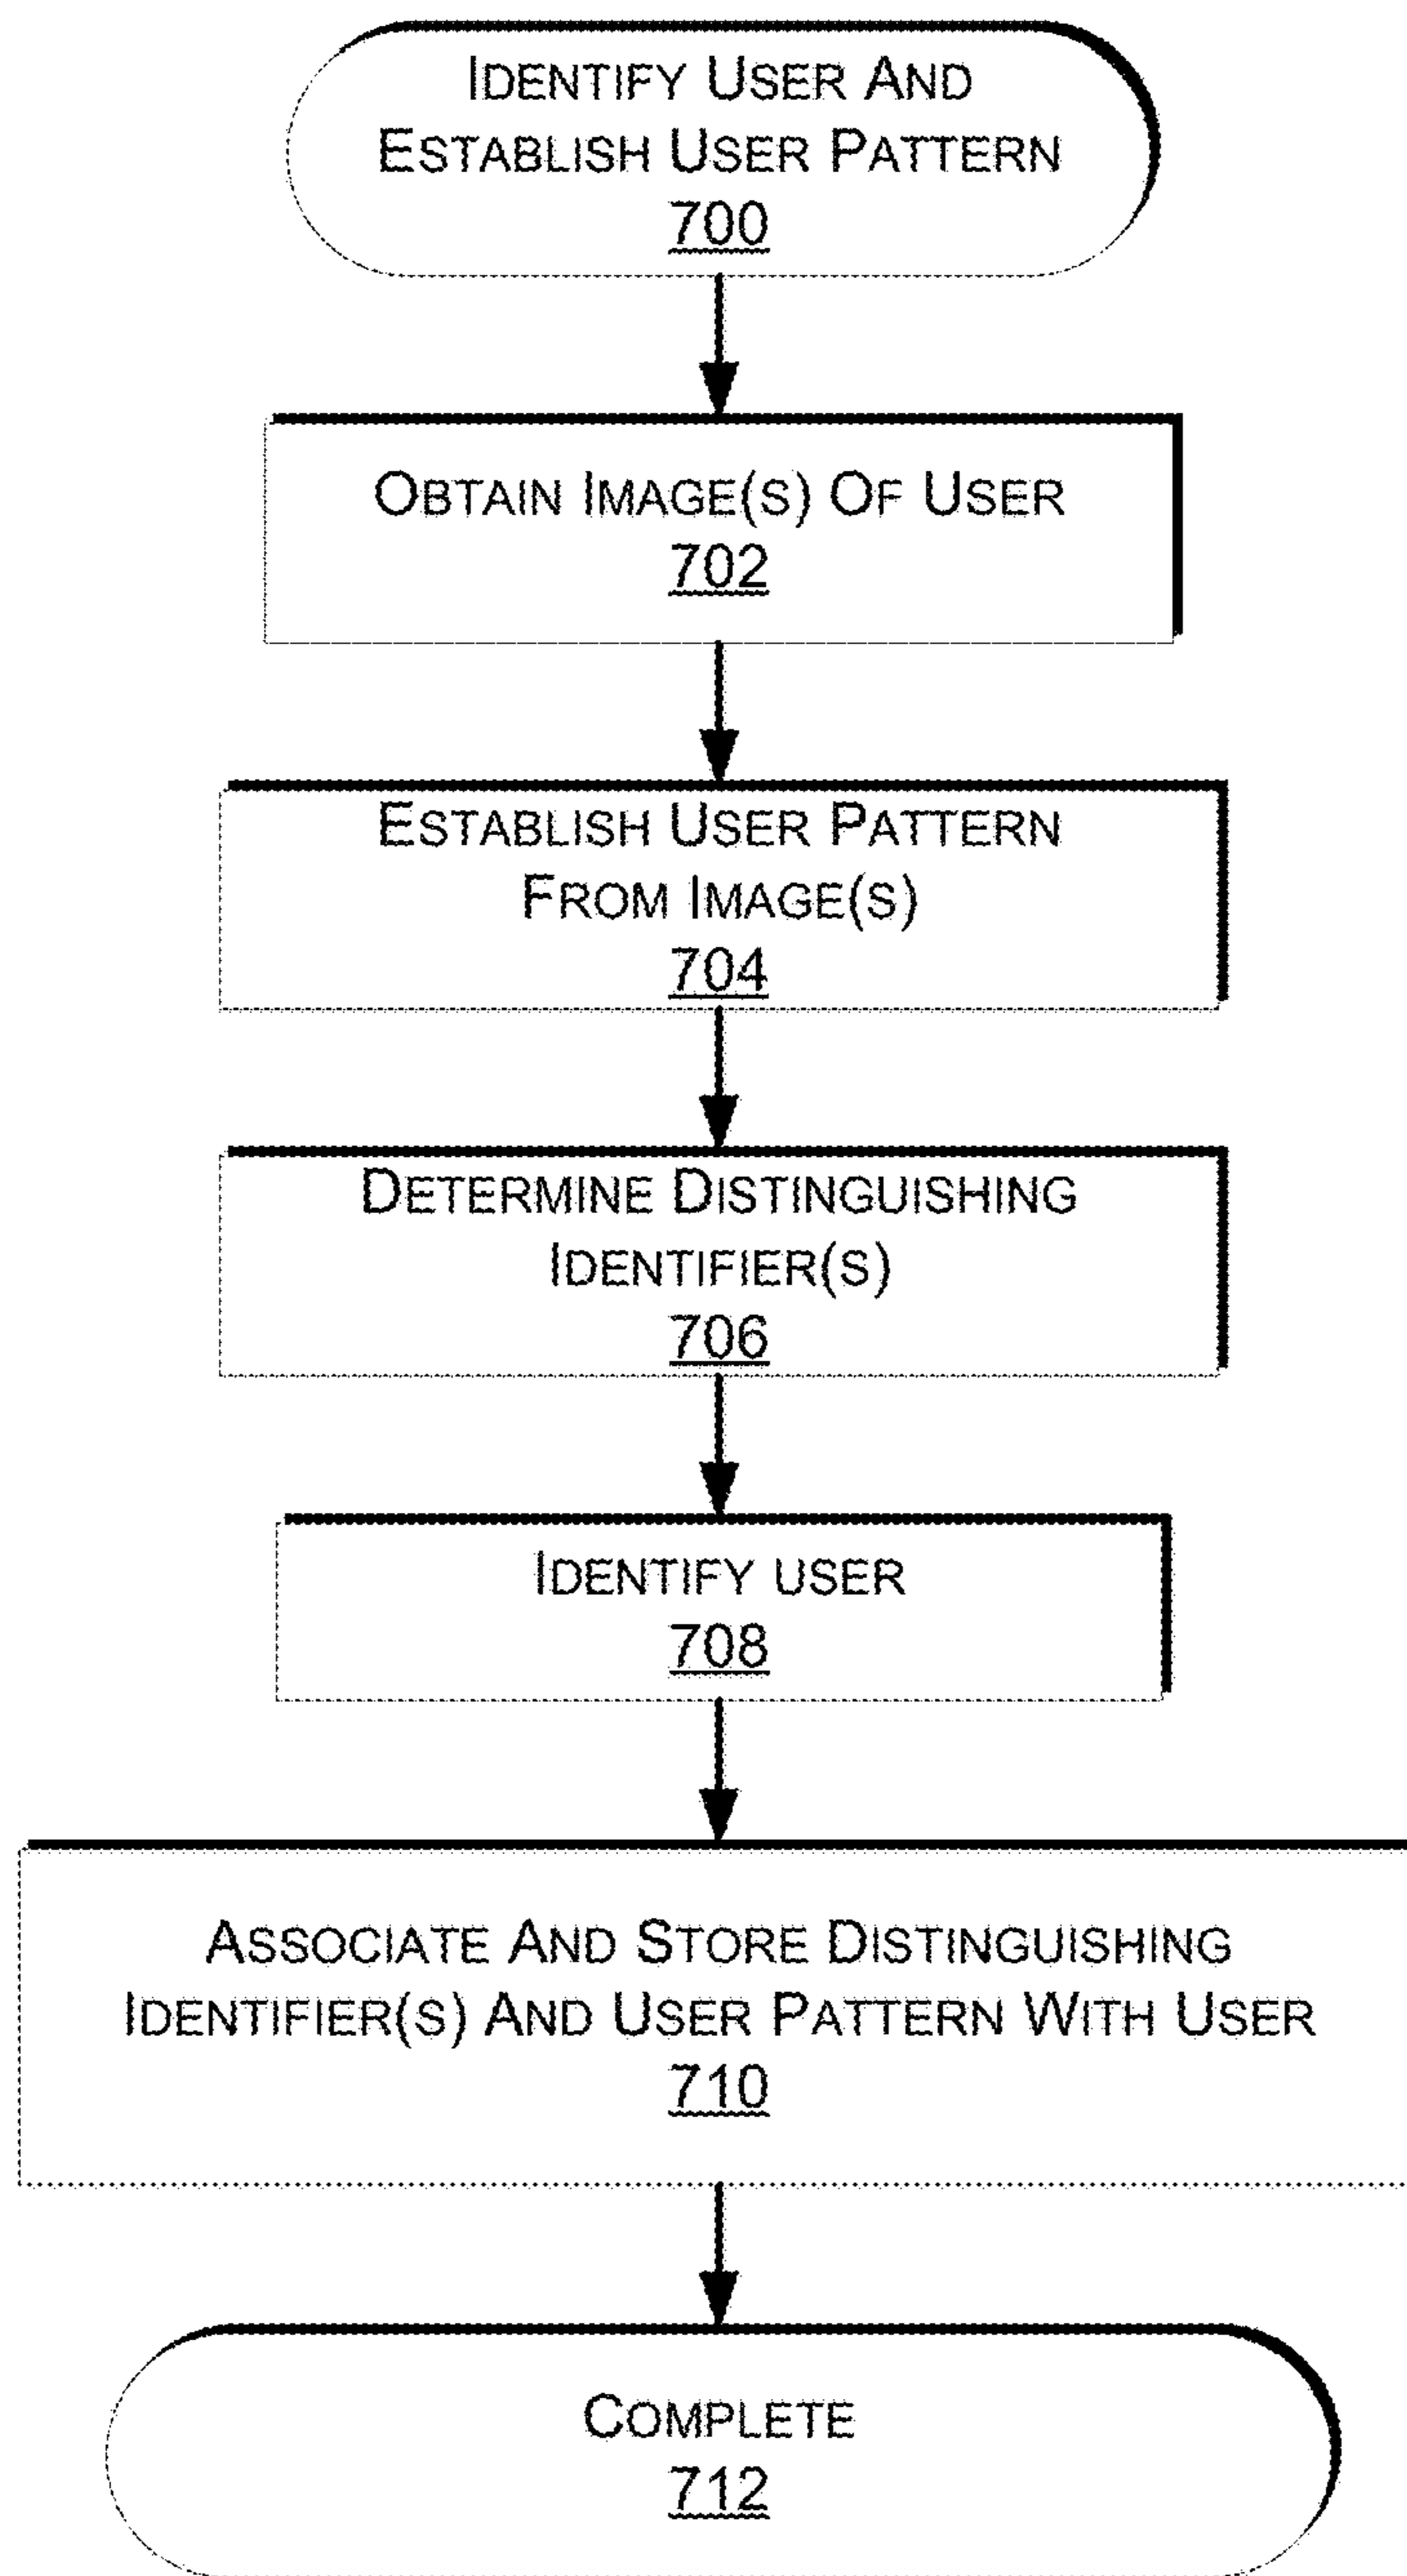 IDENTIFY USER AND
ESTABLISH USER PATTERN
700
OBTAIN IMAGE(S) OF USER
702
ESTABLISH USER PATTERN
FROM IMAGE(S)
704
DETERMINE DISTINGUISHING
IDENTIFIER(S)
706
IDENTIFY USER
708
ASSOCIATE AND STORE DISTINGUISHING
IDENTIFIER(S) AND USER PATTERN WITH USER
710
COMPLETE
712